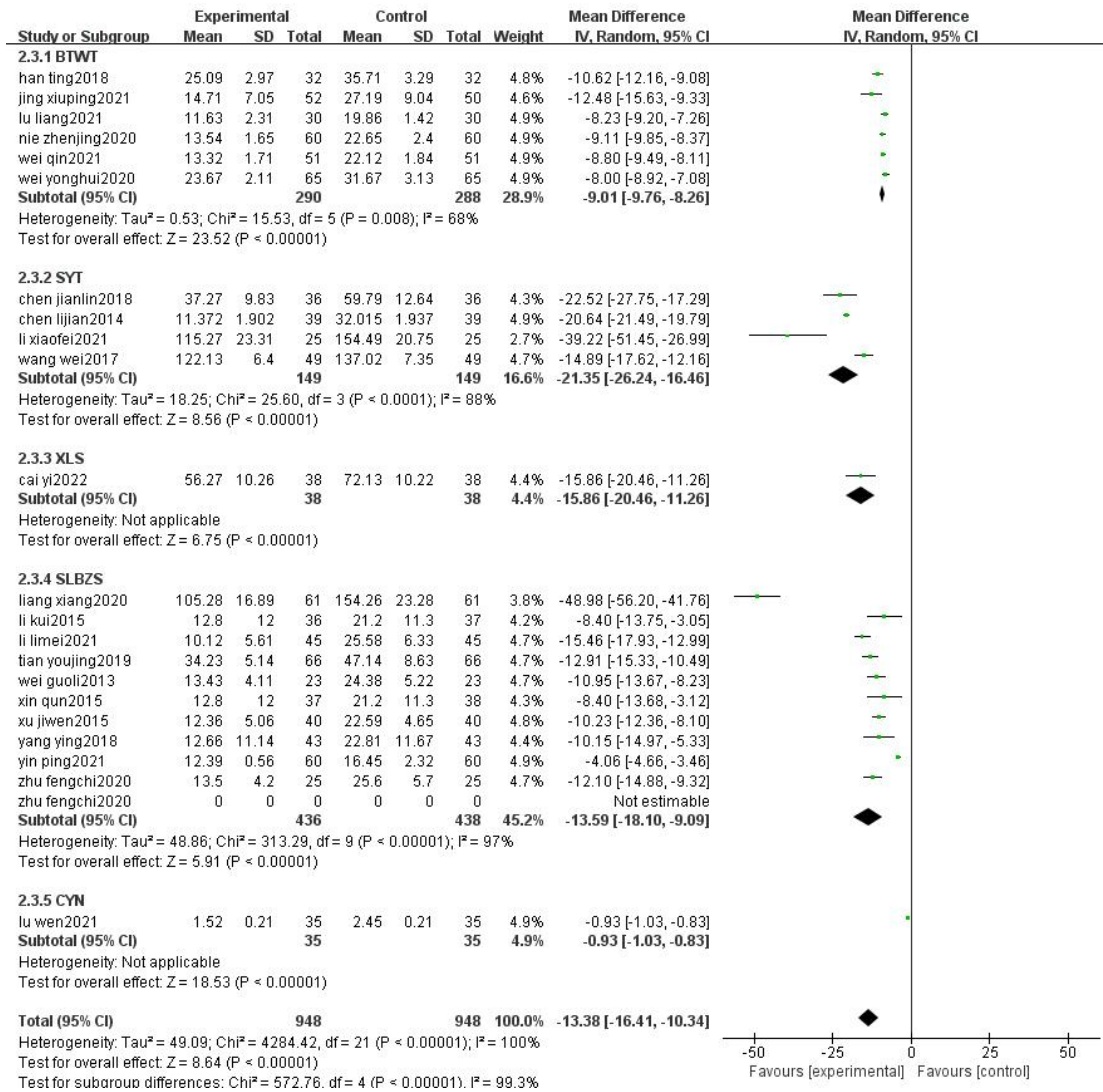 Experimental Control Mean Difference Mean Difference
Study or Subgroup Mean SD Total Mean SD Total Weight IV, Random, 95% CI IV, Random, 95% CI
2.3.1 BTWT
han ting2018 25.09 2.97 32 35.71 3.29 32 4.8% -10.62 [-12.16, -9.08]
jing xiuping2021 14.71 7.05 52 27.19 9.04 50 4.6% -12.48 [-15.63, -9.33]
lu liang2021 11.63 2.31 30 19.86 1.42 30 4.9% -8.23 [-9.20, -7.26]
nie zhenjing2020 13.54 1.65 60 22.65 2.4 60 4.9% -9.11 [-9.85, -8.37]
wei qin2021 13.32 1.71 51 22.12 1.84 51 4.9% -8.80 [-9.49, -8.11]
wei yonghui2020 23.67 2.11 65 31.67 3.13 65 4.9% -8.00 [-8.92, -7.08]
Subtotal (95% CI) 290 288 28.9% -9.01 [-9.76, -8.26]
Heterogeneity: Tau² = 0.53; Chi² = 15.53, df = 5 (P = 0.008); I² = 68%
Test for overall effect: Z = 23.52 (P < 0.00001)
2.3.2 SYT
chen jianlin2018 37.27 9.83 36 59.79 12.64 36 4.3% -22.52 [-27.75, -17.29]
chen lijian2014 11.372 1.902 39 32.015 1.937 39 4.9% -20.64 [-21.49, -19.79]
li xiaofei2021 115.27 23.31 25 154.49 20.75 25 2.7% -39.22 [-51.45, -26.99]
wang wei2017 122.13 6.4 49 137.02 7.35 49 4.7% -14.89 [-17.62, -12.16]
Subtotal (95% CI) 149 149 16.6% -21.35 [-26.24, -16.46]
Heterogeneity: Tau² = 18.25; Chi² = 25.60, df = 3 (P < 0.0001); I² = 88%
Test for overall effect: Z = 8.56 (P < 0.00001)
2.3.3 XLS
cai yi2022 56.27 10.26 38 72.13 10.22 38 4.4% -15.86 [-20.46, -11.26]
Subtotal (95% CI) 38 38 4.4% -15.86 [-20.46, -11.26]
Heterogeneity: Not applicable
Test for overall effect: Z = 6.75 (P < 0.00001)
2.3.4 SLBZS
liang xiang2020 105.28 16.89 61 154.26 23.28 61 3.8% -48.98 [-56.20, -41.76]
li kui2015 12.8 12 36 21.2 11.3 37 4.2% -8.40 [-13.75, -3.05]
li limei2021 10.12 5.61 45 25.58 6.33 45 4.7% -15.46 [-17.93, -12.99]
tian youjing2019 34.23 5.14 66 47.14 8.63 66 4.7% -12.91 [-15.33, -10.49]
wei guoli2013 13.43 4.11 23 24.38 5.22 23 4.7% -10.95 [-13.67, -8.23]
xin qun2015 12.8 12 37 21.2 11.3 38 4.3% -8.40 [-13.68, -3.12]
xu jiwen2015 12.36 5.06 40 22.59 4.65 40 4.8% -10.23 [-12.36, -8.10]
yang ying2018 12.66 11.14 43 22.81 11.67 43 4.4% -10.15 [-14.97, -5.33]
yin ping2021 12.39 0.56 60 16.45 2.32 60 4.9% -4.06 [-4.66, -3.46]
zhu fengchi2020 13.5 4.2 25 25.6 5.7 25 4.7% -12.10 [-14.88, -9.32]
zhu fengchi2020 0 0 0 0 0 0 Not estimable
Subtotal (95% CI) 436 438 45.2% -13.59 [-18.10, -9.09]
Heterogeneity: Tau² = 48.86; Chi² = 313.29, df = 9 (P < 0.00001); I² = 97%
Test for overall effect: Z = 5.91 (P < 0.00001)
2.3.5 CYN
lu wen2021 1.52 0.21 35 2.45 0.21 35 4.9% -0.93 [-1.03, -0.83]
Subtotal (95% CI) 35 35 4.9% -0.93 [-1.03, -0.83]
Heterogeneity: Not applicable
Test for overall effect: Z = 18.53 (P < 0.00001)
Total (95% CI) 948 948 100.0% -13.38 [-16.41, -10.34]
Heterogeneity: Tau² = 49.09; Chi² = 4284.42, df = 21 (P < 0.00001); I² = 100%
Test for overall effect: Z = 8.64 (P < 0.00001)
Test for subgroup differences: Chi² = 572.76, df = 4 (P < 0.00001), I² = 99.3%
-50 -25 0 25 50
Favours [experimental] Favours [control]